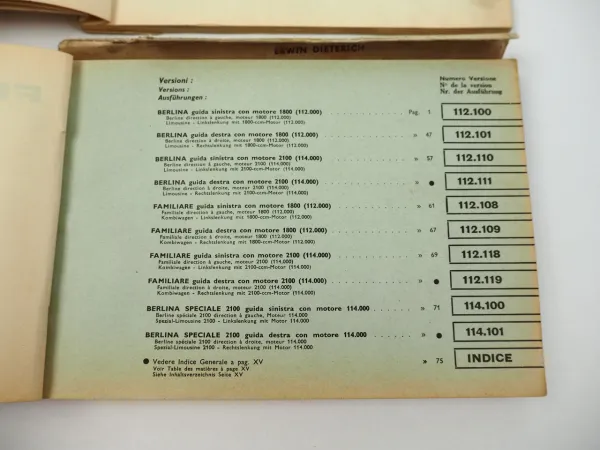 ERWIN DIETERICH
Versioni :
Versions :
Ausführungen :
Numero Versione
N° de la version
Nr. der Ausführung
BERLINA guida sinistra con motore 1800 (112.000) . . . . . . . . . . Pag. 1 112.100
Berline direction à gauche, moteur 1800 (112.000)
Limousine - Linkslenkung mit 1800-ccm-Motor (112.000)
BERLINA guida destra con motore 1800 (112.000) . . . . . . . . . . » 47 112.101
Berline direction à droite, moteur 1800 (112.000)
Limousine - Rechtslenkung mit 1800-ccm-Motor (112.000)
BERLINA guida sinistra con motore 2100 (114.000) . . . . . . . . . . » 57 112.110
Berline direction à gauche, moteur 2100 (114.000)
Limousine - Linkslenkung mit 2100-ccm-Motor (114.000)
BERLINA guida destra con motore 2100 (114.000) . . . . . . . . . . » ● 112.111
Berline direction à droite, moteur 2100 (114.000)
Limousine - Rechtslenkung mit 2100-ccm-Motor (114.000)
FAMILIARE guida sinistra con motore 1800 (112.000) . . . . . . . . . . » 61 112.108
Familiale direction à gauche, moteur 1800 (112.000)
Kombiwagen - Linkslenkung mit 1800-ccm-Motor (112.000)
FAMILIARE guida destra con motore 1800 (112.000) . . . . . . . . . . » 67 112.109
Familiale direction à droite, moteur 1800 (112.000)
Kombiwagen - Rechtslenkung mit 1800-ccm-Motor (112.000)
FAMILIARE guida sinistra con motore 2100 (114.000) . . . . . . . . . . » 69 112.118
Familiale direction à gauche, moteur 2100 (114.000)
Kombiwagen - Linkslenkung mit 2100-ccm-Motor (114.000)
FAMILIARE guida destra con motore 2100 (114.000) . . . . . . . . . . » ● 112.119
Familiale direction à droite, moteur 2100 (114.000)
Kombiwagen - Rechtslenkung mit 2100-ccm-Motor (114.000)
BERLINA SPECIALE 2100 guida sinistra con motore 114.000 . . . . . . . » 71 114.100
Berline spéciale 2100 direction à gauche, moteur 114.000
Spezial-Limousine 2100 - Linkslenkung mit Motor 114.000
BERLINA SPECIALE 2100 guida destra con motore 114.000 . . . . . . . » ● 114.101
Berline spéciale 2100 direction à droite, moteur 114.000
Spezial-Limousine 2100 - Rechtslenkung mit Motor 114.000
● Vedere Indice Generale a pag. XV » 75 INDICE
Voir Table des matières à page XV
Siehe Inhaltsverzeichnis Seite XV